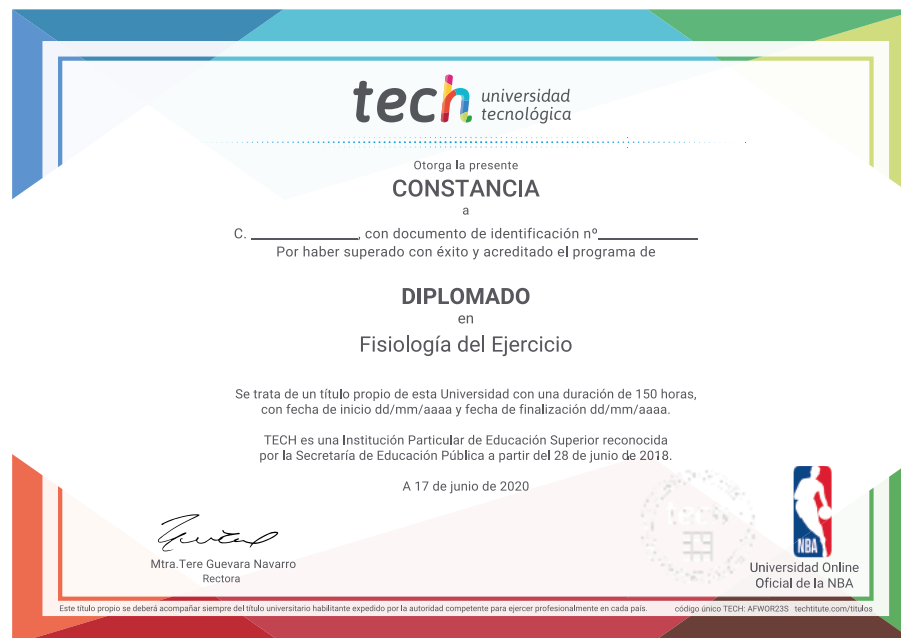 tech universidad
tecnológica
Otorga la presente
CONSTANCIA
a
C. ____________, con documento de identificación nº____________
Por haber superado con éxito y acreditado el programa de
DIPLOMADO
en
Fisiología del Ejercicio
Se trata de un título propio de esta Universidad con una duración de 150 horas,
con fecha de inicio dd/mm/aaaa y fecha de finalización dd/mm/aaaa.
TECH es una Institución Particular de Educación Superior reconocida
por la Secretaría de Educación Pública a partir del 28 de junio de 2018.
A 17 de junio de 2020
Mtra.Tere Guevara Navarro
Rectora
NBA
Universidad Online
Oficial de la NBA
Este título propio se deberá acompañar siempre del título universitario habilitante expedido por la autoridad competente para ejercer profesionalmente en cada país.
código único TECH: AFWOR23S techtitute.com/titulos